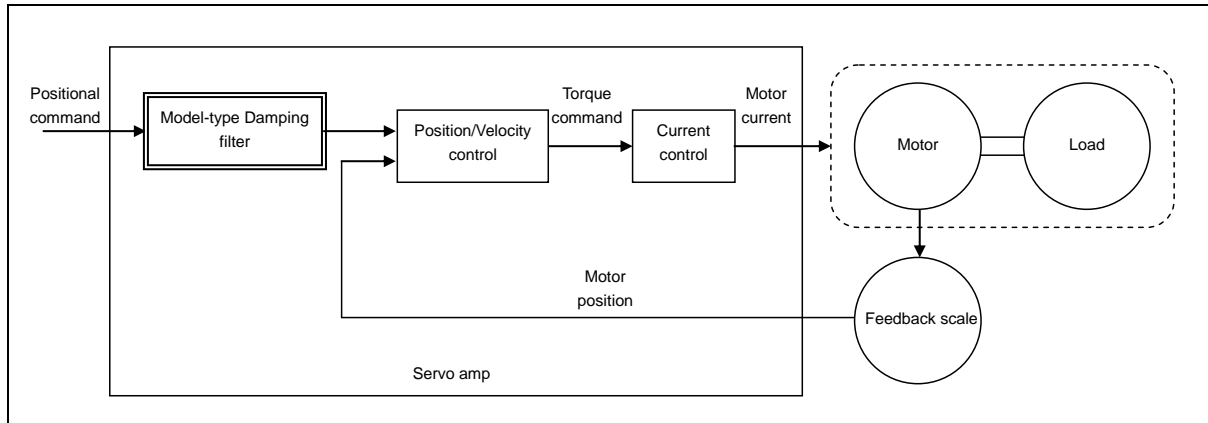 Positional
command
Model-type Damping
filter
Position/Velocity
control
Torque
command
Current
control
Motor
current
Motor
Load
Motor
position
Feedback scale
Servo amp